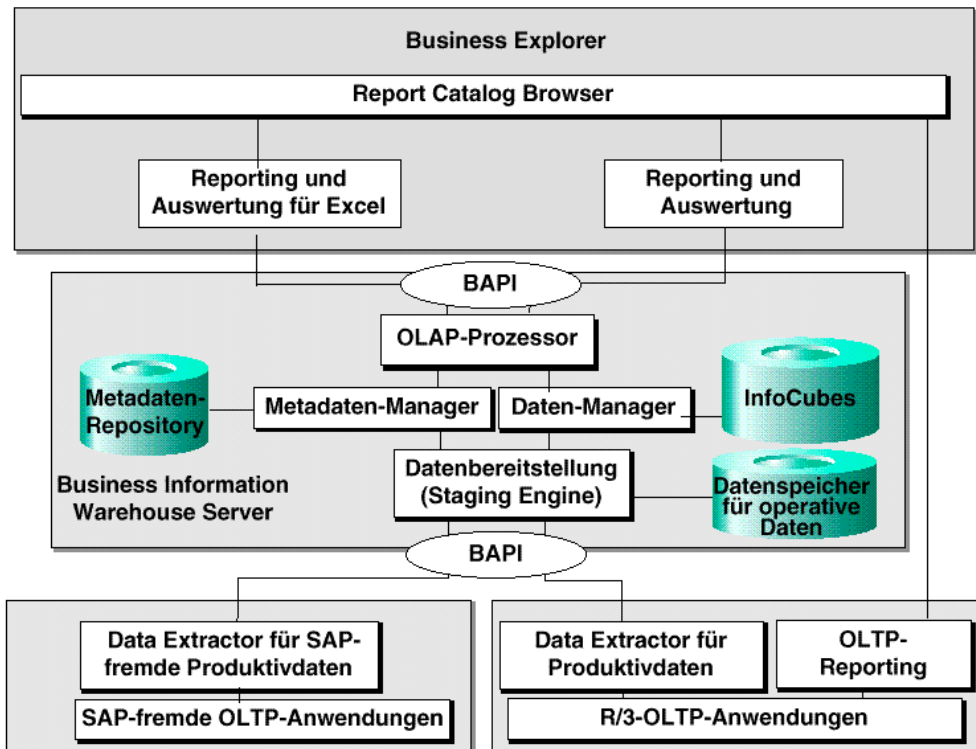 Business Explorer
Report Catalog Browser
Reporting und
Auswertung für Excel
Reporting und
Auswertung
BAPI
OLAP-Prozessor
Metadaten-
Repository
Metadaten-Manager
Daten-Manager
InfoCubes
Business Information
Warehouse Server
Datenbereitstellung
(Staging Engine)
Datenspeicher
für operative
Daten
BAPI
Data Extractor für SAP-
fremde Produktivdaten
SAP-fremde OLTP-Anwendungen
Data Extractor für
Produktivdaten
OLTP-
Reporting
R/3-OLTP-Anwendungen